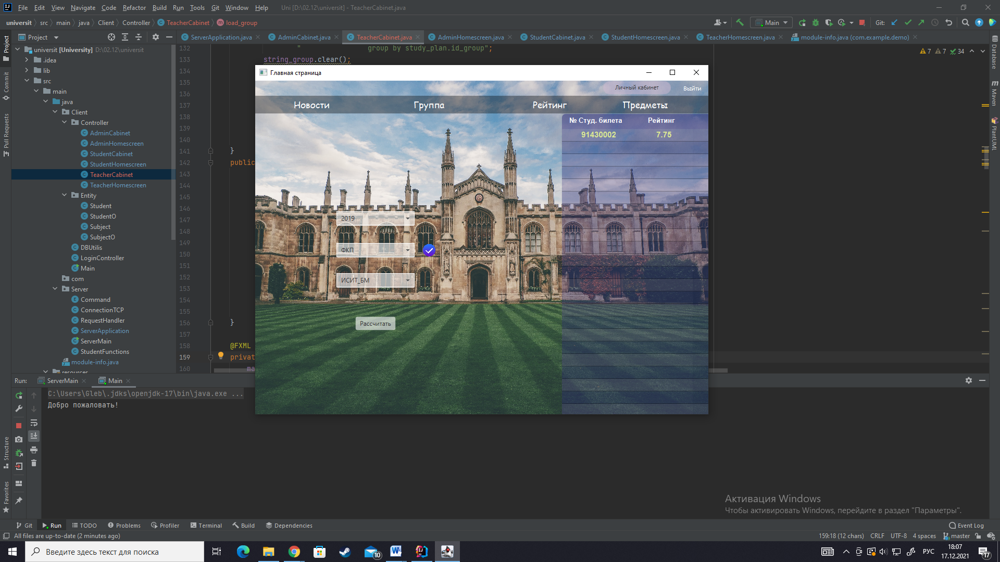 File Edit View Navigate Code Refactor Build Run Tools Git Window Help Uni [D:\02.12\universit] - TeacherCabinet.java
universit src main java Client Controller TeacherCabinet load_group
Main Git:
Project
ServerApplication.java AdminCabinet.java TeacherCabinet.java AdminHomescreen.java StudentCabinet.java StudentHomescreen.java TeacherHomescreen.java module-info.java (com.example.demo)
Project
Commit
Pull Requests
Structure
Favorites
universit [University] D:\02.12\universit
.idea
lib
src
main
java
Client
Controller
AdminCabinet
AdminHomescreen
StudentCabinet
StudentHomescreen
TeacherCabinet
TeacherHomescreen
Entity
Student
StudentO
Subject
SubjectO
DBUtilis
LoginController
Main
com
Server
Command
ConnectionTCP
RequestHandler
ServerApplication
ServerMain
StudentFunctions
module-info.java
resources
132 " group by study_plan.id_group";
133 string_group.clear();
134
135
136
137
138
139
140
141 }
142 public
143
144
145
146
147
148
149
150
151
152
153
154
155
156 }
157
158 @FXML
159 privat
160 ma
7 7 34
Database
Maven
PlantUML
Главная страница
Личный кабинет Выйти
Новости Группа Рейтинг Предметы
№ Студ. билета Рейтинг
91430002 7.75
2019
ФКП
ИСИТ_БМ
Рассчитать
Run: ServerMain Main
C:\Users\Gleb\.jdks\openjdk-17\bin\java.exe ...
Добро пожаловать!
Активация Windows
Чтобы активировать Windows, перейдите в раздел "Параметры".
Git Run TODO Problems Profiler Terminal Build Dependencies Event Log
All files are up-to-date (2 minutes ago) 159:18 (12 chars) CRLF UTF-8 4 spaces master
Введите здесь текст для поиска 10 РУС 18:07
17.12.2021 17